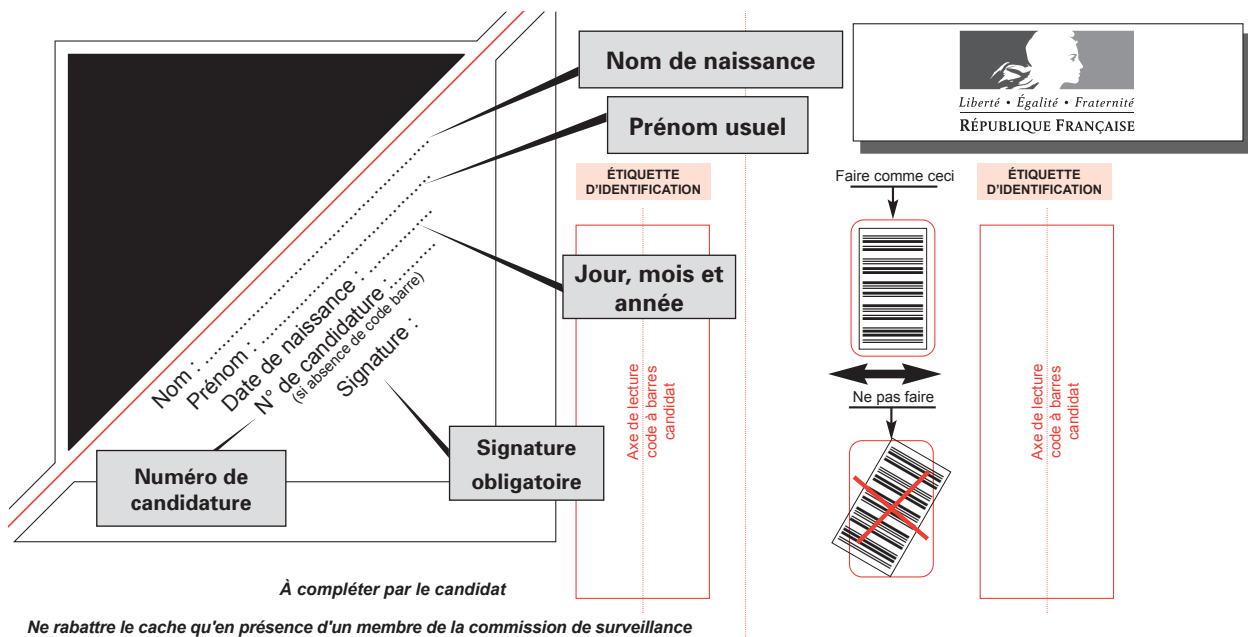 Nom de naissance
Prénom usuel
Liberté • Égalité • Fraternité
RÉPUBLIQUE FRANÇAISE
ÉTIQUETTE
D'IDENTIFICATION
Faire comme ceci
ÉTIQUETTE
D'IDENTIFICATION
Jour, mois et
année
Nom :
Prénom :
Date de naissance :
N° de candidature :
(si absence de code barre)
Signature :
Axe de lecture
code à barres
candidat
Ne pas faire
Axe de lecture
code à barres
candidat
Numéro de
candidature
Signature
obligatoire
À compléter par le candidat
Ne rabattre le cache qu'en présence d'un membre de la commission de surveillance